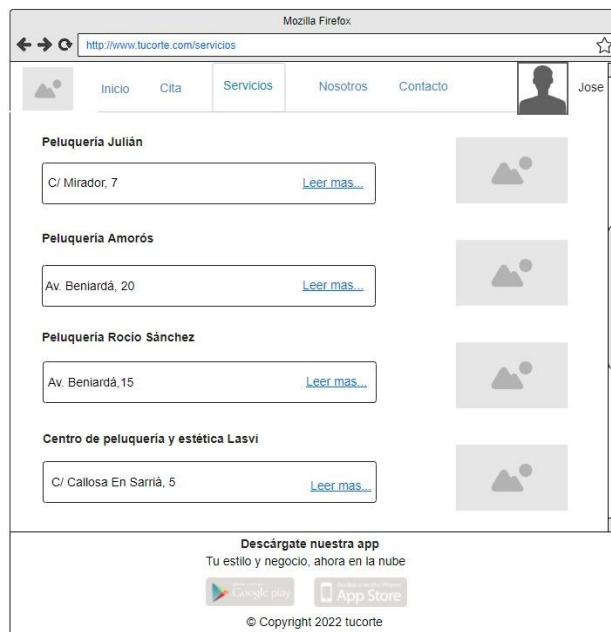 Mozilla Firefox
http://www.tucorte.com/servicios
Inicio Cita Servicios Nosotros Contacto Jose
Peluquería Julián
C/ Mirador, 7 Leer mas...
Peluquería Amorós
Av. Beniardá, 20 Leer mas...
Peluquería Rocío Sánchez
Av. Beniardá,15 Leer mas...
Centro de peluquería y estética Lasvi
C/ Callosa En Sarriá, 5 Leer mas...
Descárgate nuestra app
Tu estilo y negocio, ahora en la nube
Google play App Store
© Copyright 2022 tucorte